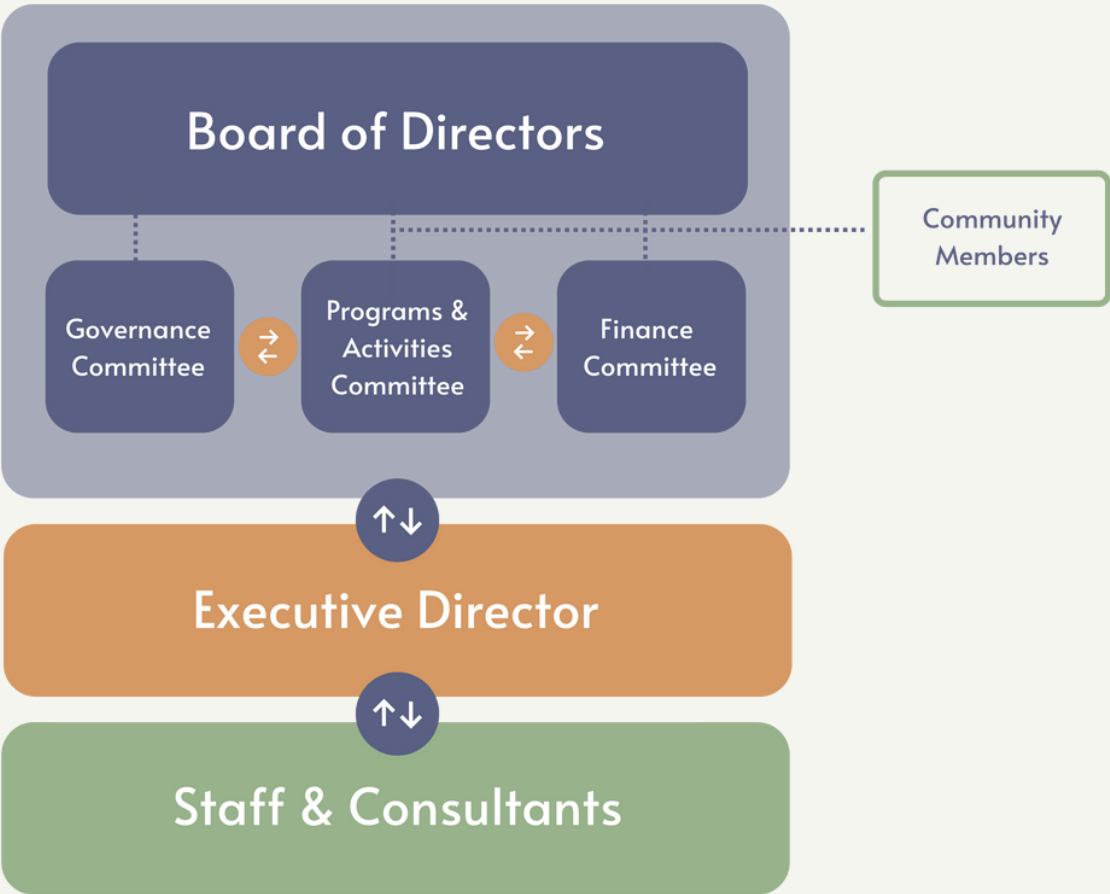 Board of Directors
Community
Members
Governance
Committee
Programs &
Activities
Committee
Finance
Committee
Executive Director
Staff & Consultants